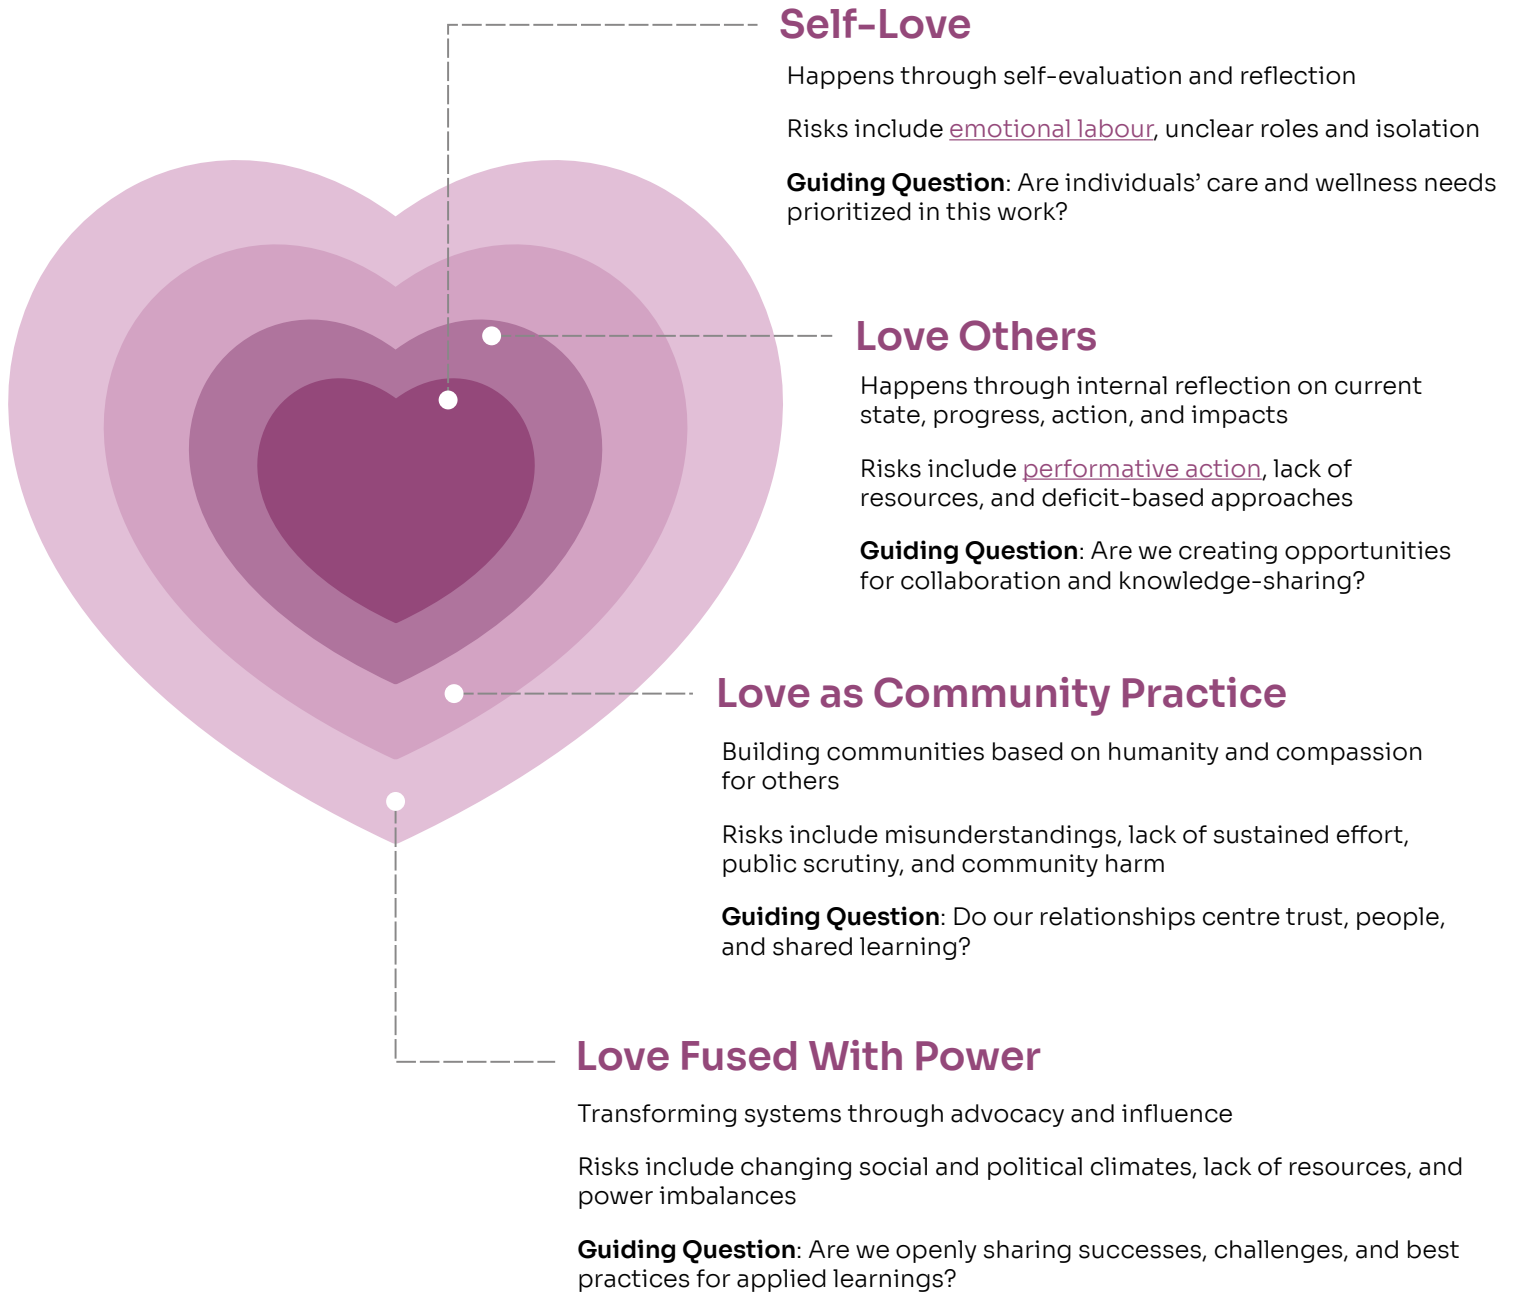 Self-Love
Happens through self-evaluation and reflection
Risks include emotional labour, unclear roles and isolation
Guiding Question: Are individuals’ care and wellness needs
prioritized in this work?
Love Others
Happens through internal reflection on current
state, progress, action, and impacts
Risks include performative action, lack of
resources, and deficit-based approaches
Guiding Question: Are we creating opportunities
for collaboration and knowledge-sharing?
Love as Community Practice
Building communities based on humanity and compassion
for others
Risks include misunderstandings, lack of sustained effort,
public scrutiny, and community harm
Guiding Question: Do our relationships centre trust, people,
and shared learning?
Love Fused With Power
Transforming systems through advocacy and influence
Risks include changing social and political climates, lack of resources, and
power imbalances
Guiding Question: Are we openly sharing successes, challenges, and best
practices for applied learnings?